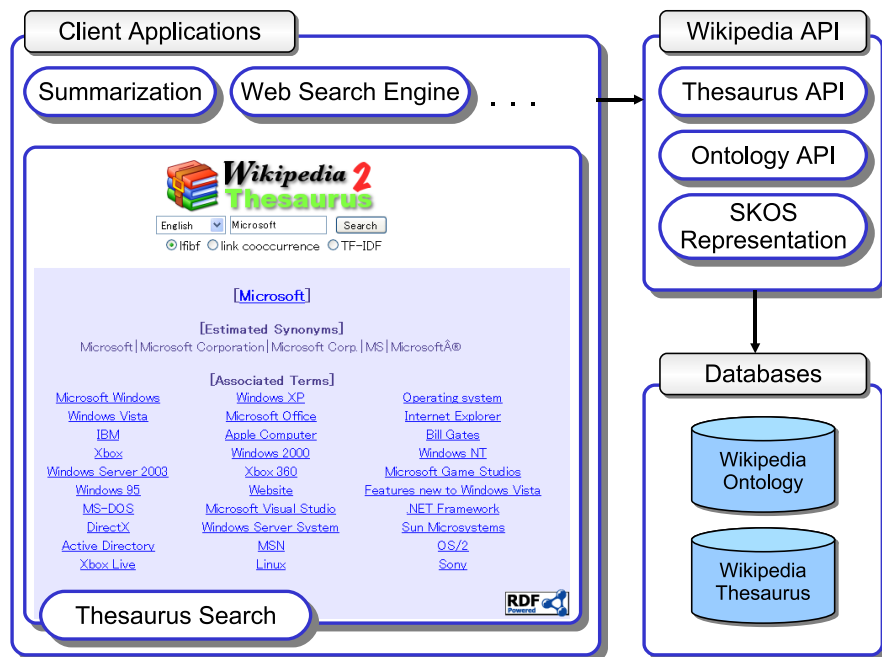 Client Applications
Summarization
Web Search Engine
. . .
Wikipedia 2
Thesaurus
English
Microsoft
Search
lfibf
link cooccurrence
TF-IDF
[Microsoft]
[Estimated Synonyms]
Microsoft|Microsoft Corporation|Microsoft Corp.|MS|MicrosoftÂ®
[Associated Terms]
Microsoft Windows Windows XP Operating system
Windows Vista Microsoft Office Internet Explorer
IBM Apple Computer Bill Gates
Xbox Windows 2000 Windows NT
Windows Server 2003 Xbox 360 Microsoft Game Studios
Windows 95 Website Features new to Windows Vista
MS-DOS Microsoft Visual Studio .NET Framework
DirectX Windows Server System Sun Microsystems
Active Directory MSN OS/2
Xbox Live Linux Sony
RDF
Powered
Thesaurus Search
Wikipedia API
Thesaurus API
Ontology API
SKOS
Representation
Databases
Wikipedia
Ontology
Wikipedia
Thesaurus